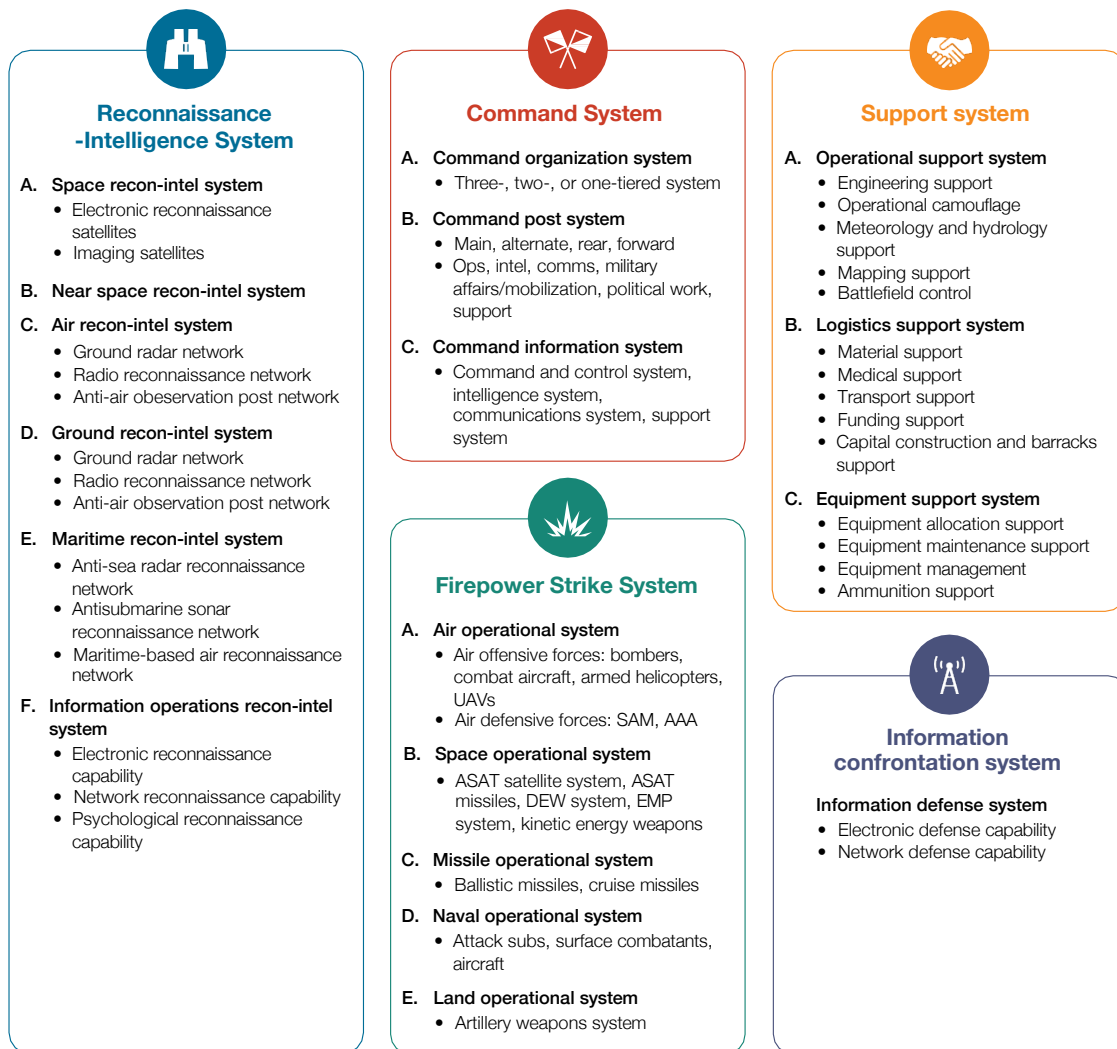 Reconnaissance
-Intelligence System
A. Space recon-intel system
• Electronic reconnaissance
satellites
• Imaging satellites
B. Near space recon-intel system
C. Air recon-intel system
• Ground radar network
• Radio reconnaissance network
• Anti-air obeservation post network
D. Ground recon-intel system
• Ground radar network
• Radio reconnaissance network
• Anti-air observation post network
E. Maritime recon-intel system
• Anti-sea radar reconnaissance
network
• Antisubmarine sonar
reconnaissance network
• Maritime-based air reconnaissance
network
F. Information operations recon-intel
system
• Electronic reconnaissance
capability
• Network reconnaissance capability
• Psychological reconnaissance
capability
Command System
A. Command organization system
• Three-, two-, or one-tiered system
B. Command post system
• Main, alternate, rear, forward
• Ops, intel, comms, military
affairs/mobilization, political work,
support
C. Command information system
• Command and control system,
intelligence system,
communications system, support
system
Firepower Strike System
A. Air operational system
• Air offensive forces: bombers,
combat aircraft, armed helicopters,
UAVs
• Air defensive forces: SAM, AAA
B. Space operational system
• ASAT satellite system, ASAT
missiles, DEW system, EMP
system, kinetic energy weapons
C. Missile operational system
• Ballistic missiles, cruise missiles
D. Naval operational system
• Attack subs, surface combatants,
aircraft
E. Land operational system
• Artillery weapons system
Support system
A. Operational support system
• Engineering support
• Operational camouflage
• Meteorology and hydrology
support
• Mapping support
• Battlefield control
B. Logistics support system
• Material support
• Medical support
• Transport support
• Funding support
• Capital construction and barracks
support
C. Equipment support system
• Equipment allocation support
• Equipment maintenance support
• Equipment management
• Ammunition support
Information
confrontation system
Information defense system
• Electronic defense capability
• Network defense capability